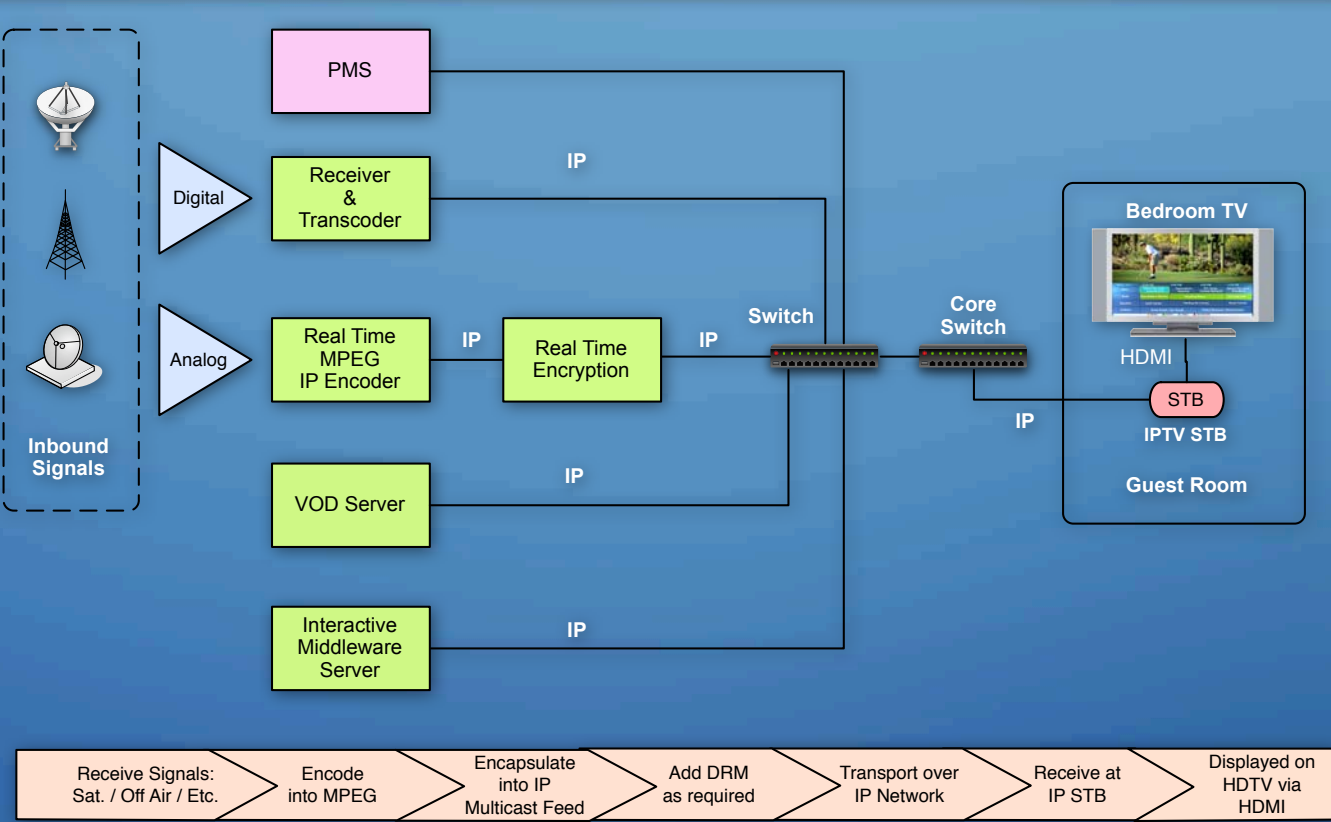 PMS
IP
Receiver
&
Transcoder
Digital
Bedroom TV
Switch
Core
Switch
Real Time
MPEG
IP Encoder
IP
Real Time
Encryption
IP
Analog
HDMI
STB
IP
IPTV STB
Inbound
Signals
IP
VOD Server
Guest Room
Interactive
Middleware
Server
IP
Receive Signals:
Sat. / Off Air / Etc.
Encode
into MPEG
Encapsulate
into IP
Multicast Feed
Add DRM
as required
Transport over
IP Network
Receive at
IP STB
Displayed on
HDTV via
HDMI